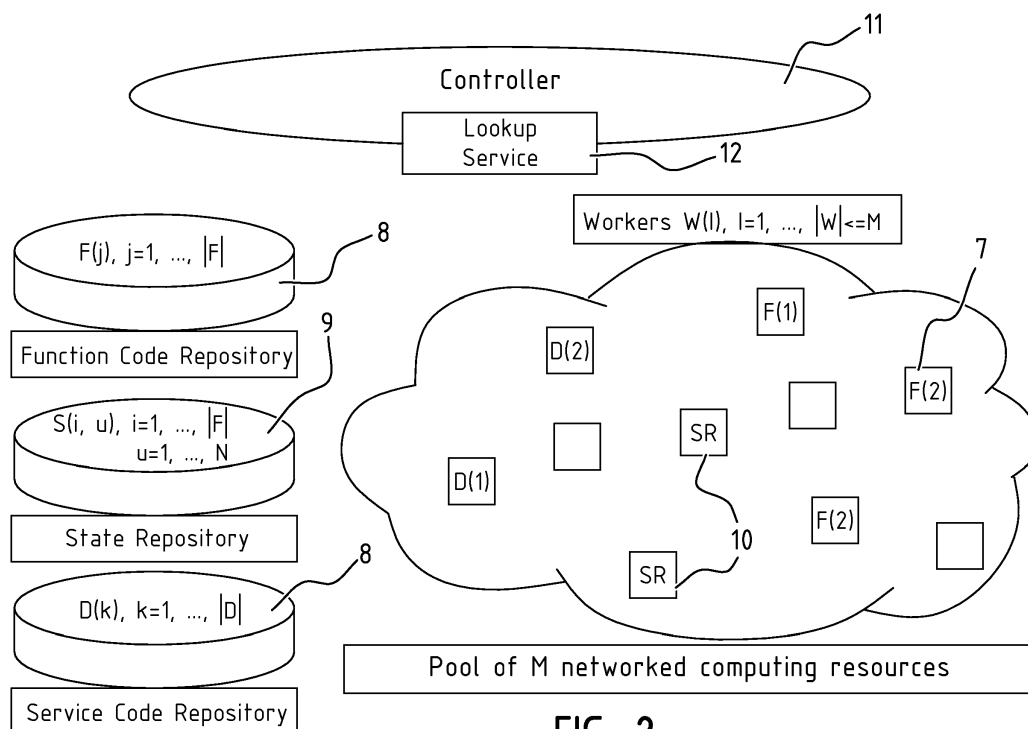 11
Controller
Lookup
Service
12
Workers W(l), l=1, ..., |W|<=M
F(j), j=1, ..., |F|
8
7
Function Code Repository
9
F(1)
D(2)
F(2)
S(i, u), i=1, ..., |F|
u=1, ..., N
SR
D(1)
F(2)
State Repository
10
8
SR
D(k), k=1, ..., |D|
Pool of M networked computing resources
Service Code Repository